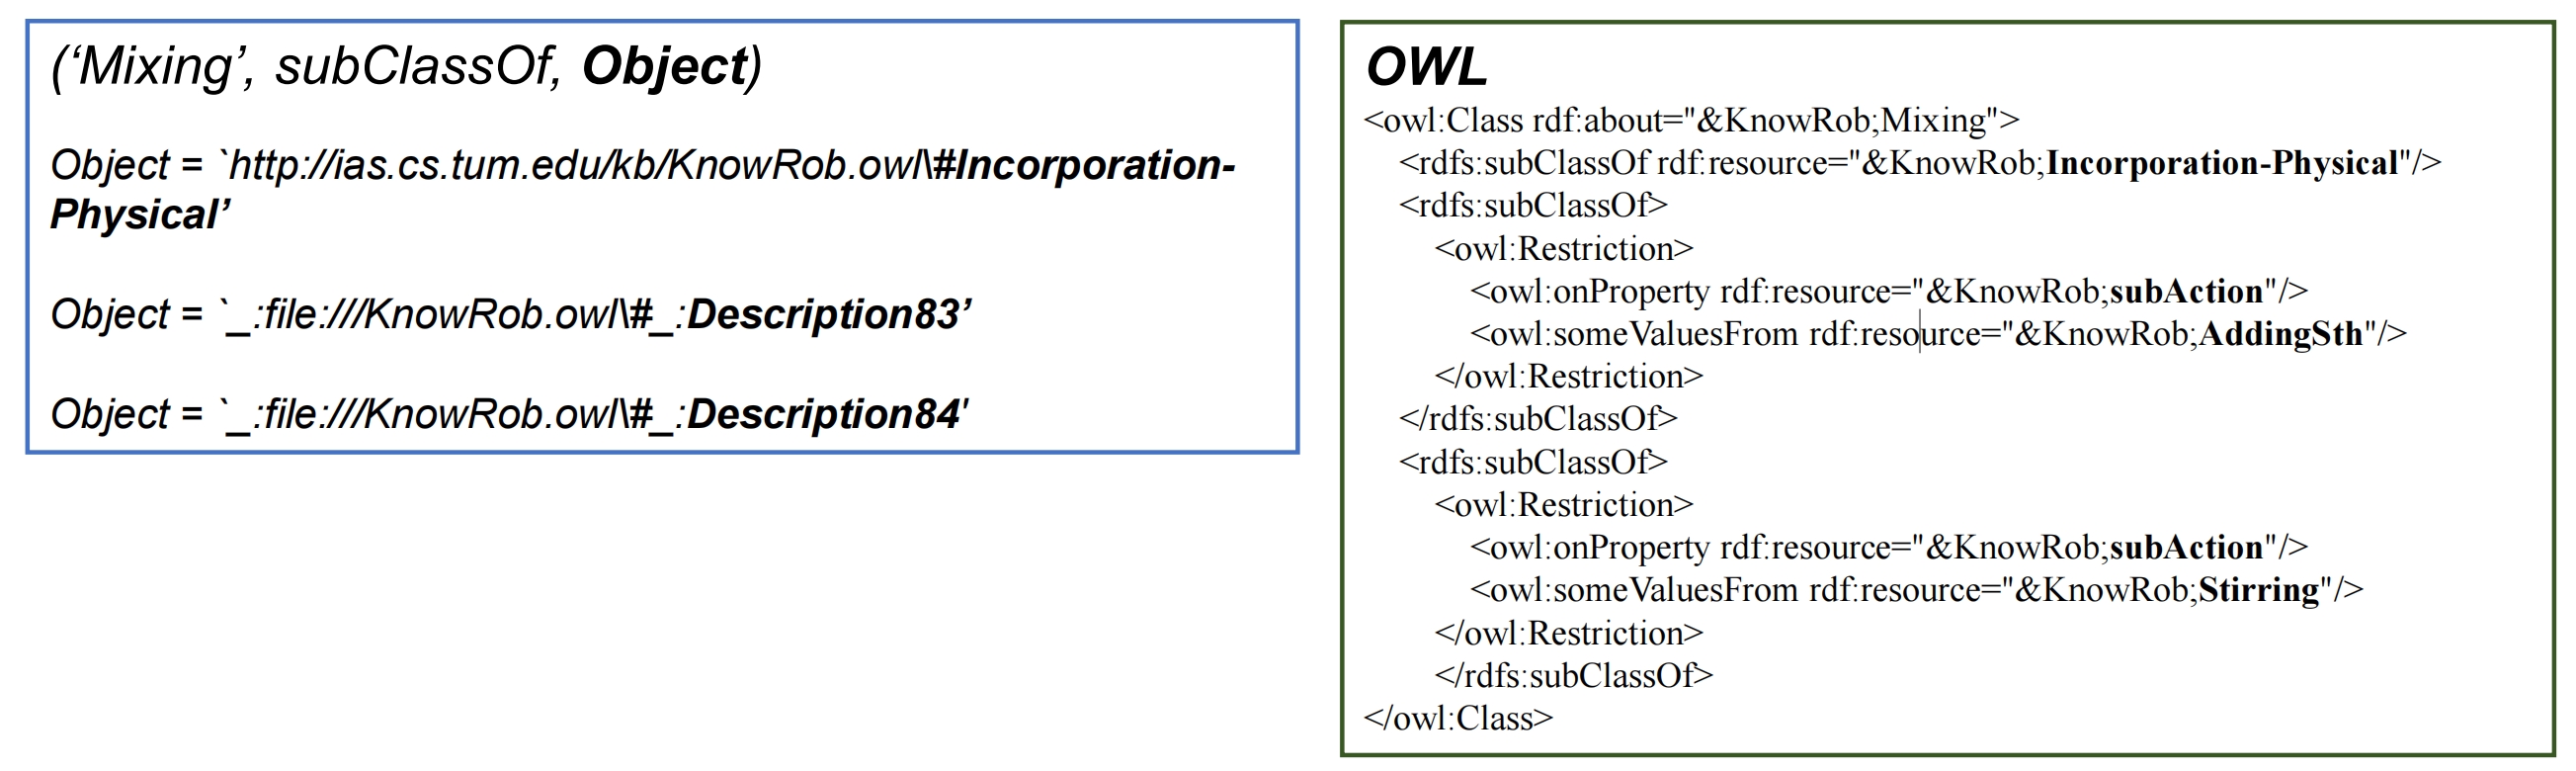 (‘Mixing’, subClassOf, Object)
Object = `http://ias.cs.tum.edu/kb/KnowRob.owl\#Incorporation-
Physical’
Object = `_:file:///KnowRob.owl\#_:Description83’
Object = `_:file:///KnowRob.owl\#_:Description84'
OWL
<owl:Class rdf:about="&KnowRob;Mixing">
<rdfs:subClassOf rdf:resource="&KnowRob;Incorporation-Physical"/>
<rdfs:subClassOf>
<owl:Restriction>
<owl:onProperty rdf:resource="&KnowRob;subAction"/>
<owl:someValuesFrom rdf:resource="&KnowRob;AddingSth"/>
</owl:Restriction>
</rdfs:subClassOf>
<rdfs:subClassOf>
<owl:Restriction>
<owl:onProperty rdf:resource="&KnowRob;subAction"/>
<owl:someValuesFrom rdf:resource="&KnowRob;Stirring"/>
</owl:Restriction>
</rdfs:subClassOf>
</owl:Class>